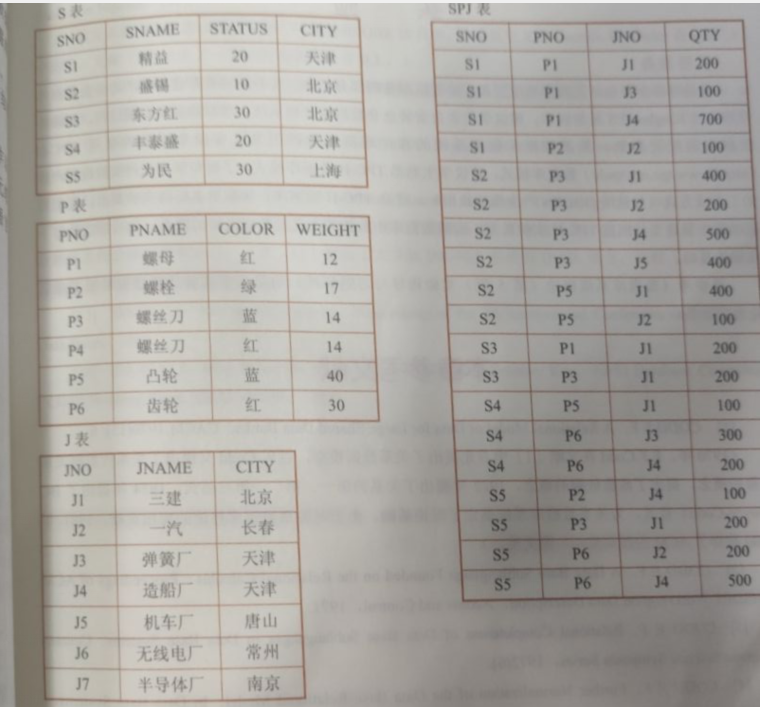 S 表
SNO SNAME STATUS CITY
S1 精益 20 天津
S2 盛锡 10 北京
S3 东方红 30 北京
S4 丰泰盛 20 天津
S5 为民 30 上海
P 表
PNO PNAME COLOR WEIGHT
P1 螺母 红 12
P2 螺栓 绿 17
P3 螺丝刀 蓝 14
P4 螺丝刀 红 14
P5 凸轮 蓝 40
P6 齿轮 红 30
J 表
JNO JNAME CITY
J1 三建 北京
J2 一汽 长春
J3 弹簧厂 天津
J4 造船厂 天津
J5 机车厂 唐山
J6 无线电厂 常州
J7 半导体厂 南京
SPJ 表
SNO PNO JNO QTY
S1 P1 J1 200
S1 P1 J3 100
S1 P1 J4 700
S1 P2 J2 100
S2 P3 J1 400
S2 P3 J2 200
S2 P3 J4 500
S2 P3 J5 400
S2 P5 J1 400
S2 P5 J2 100
S3 P1 J1 200
S3 P3 J1 200
S4 P5 J1 100
S4 P6 J3 300
S4 P6 J4 200
S5 P2 J4 100
S5 P3 J1 200
S5 P6 J2 200
S5 P6 J4 500